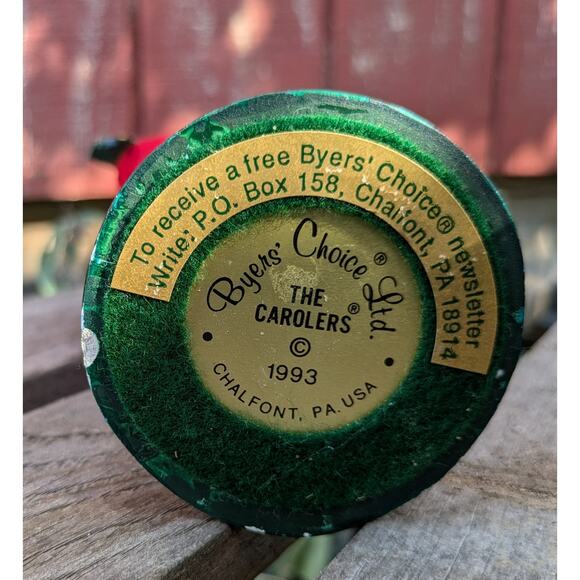 To receive a free Byers' Choice® newsletter
Write: P.O. Box 158, Chalfont, PA 18914
Byers' Choice® Ltd.
THE
CAROLERS®
©
1993
CHALFONT, PA. USA